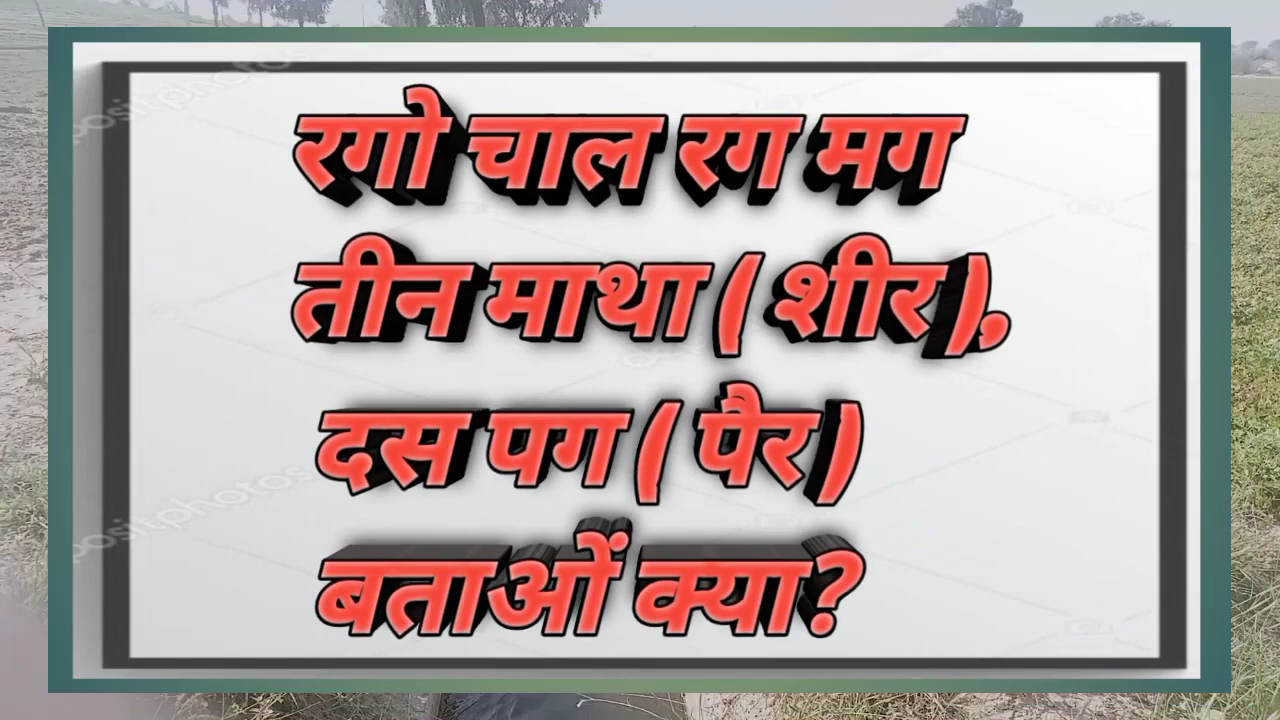 रगो चाल रग मग
तीन माथा ( शीर ),
दस पग ( पैर )
बताओं क्या?